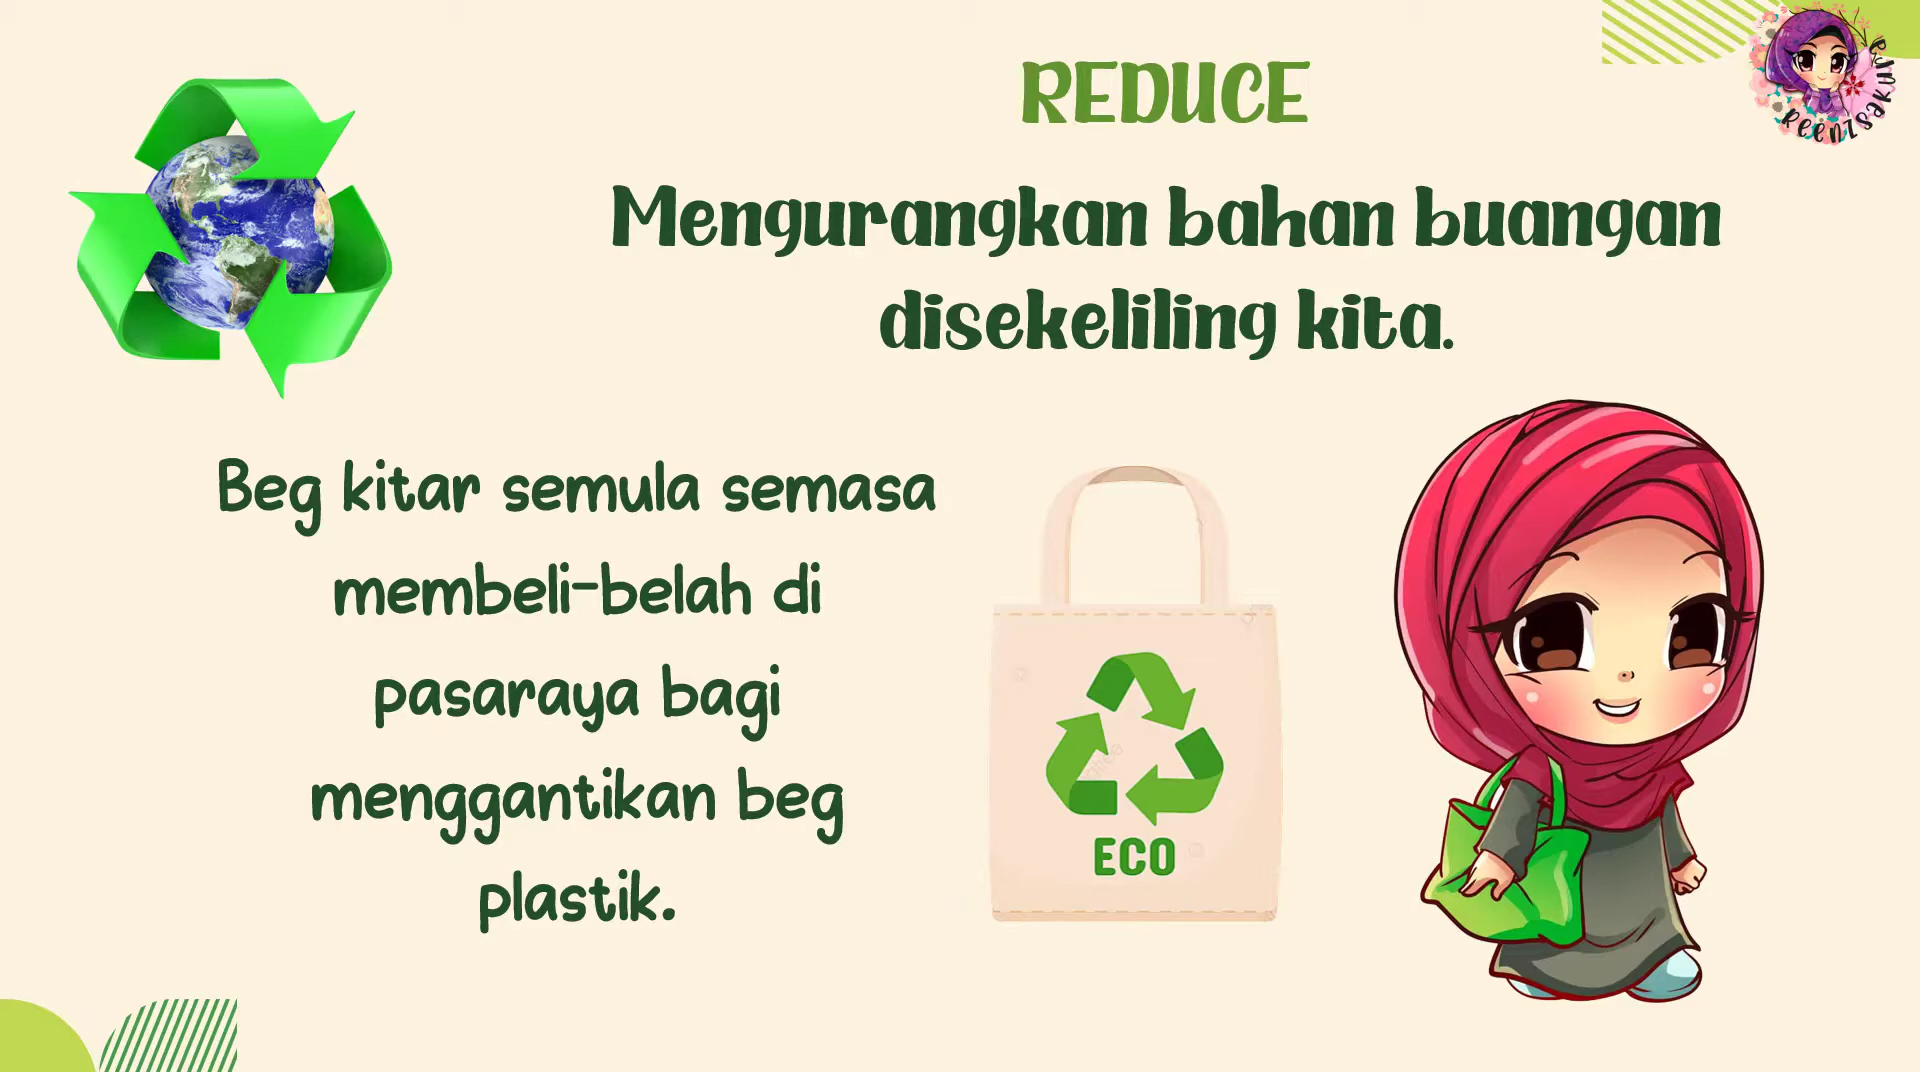 REDUCE
Mengurangkan bahan buangan
disekeliling kita.
Beg kitar semula semasa
membeli-belah di
pasaraya bagi
menggantikan beg
plastik.
ECO
REENZSAKURA